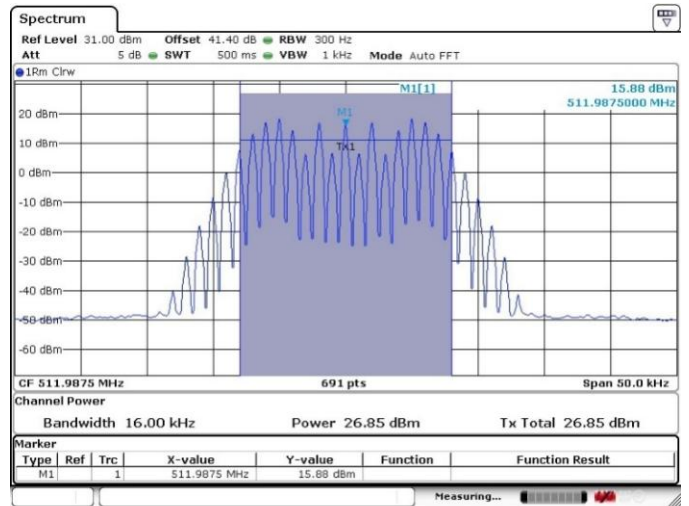 Spectrum
Ref Level 31.00 dBm Offset 41.40 dB RBW 300 Hz
Att 5 dB SWT 500 ms VBW 1 kHz Mode Auto FFT
1Rm Clrw
M1[1] 15.88 dBm
511.9875000 MHz
20 dBm
M1
10 dBm
Tx1
0 dBm
-10 dBm
-20 dBm
-30 dBm
-40 dBm
-50 dBm
-60 dBm
CF 511.9875 MHz 691 pts Span 50.0 kHz
Channel Power
Bandwidth 16.00 kHz Power 26.85 dBm Tx Total 26.85 dBm
Marker
Type Ref Trc X-value Y-value Function Function Result
M1 1 511.9875 MHz 15.88 dBm
Measuring...